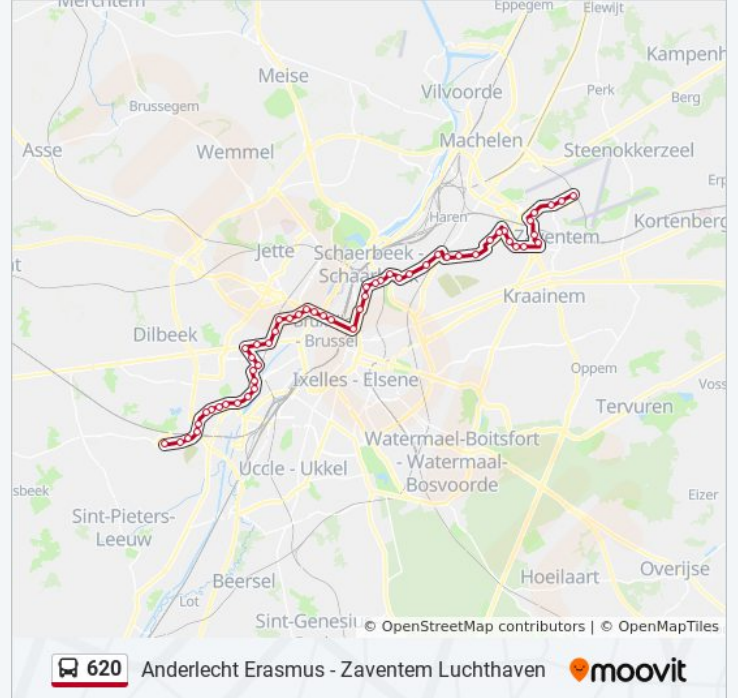 Merchtem
Eppegem
Elewijt
Meise
Kampenh
Vilvoorde
Perk
Berg
Brussegem
Machelen
Asse
Wemmel
Steenokkerzeel
Erp
Haren
Kortenberg
Zaventem
Jette
Schaerbeek -
Schaarbeek
Kraainem
Dilbeek
- Brussel
Oppem
Ixelles - Elsene
Voss
Tervuren
Watermael-Boitsfort
- Watermaal-
Bosvoorde
Uccle - Ukkel
sbeek
Eizer
Sint-Pieters-
Leeuw
Overijse
Hoeilaart
Beersel
Lot
Sint-Genesiu
© OpenStreetMap contributors | © OpenMapTiles
620 Anderlecht Erasmus - Zaventem Luchthaven moovit